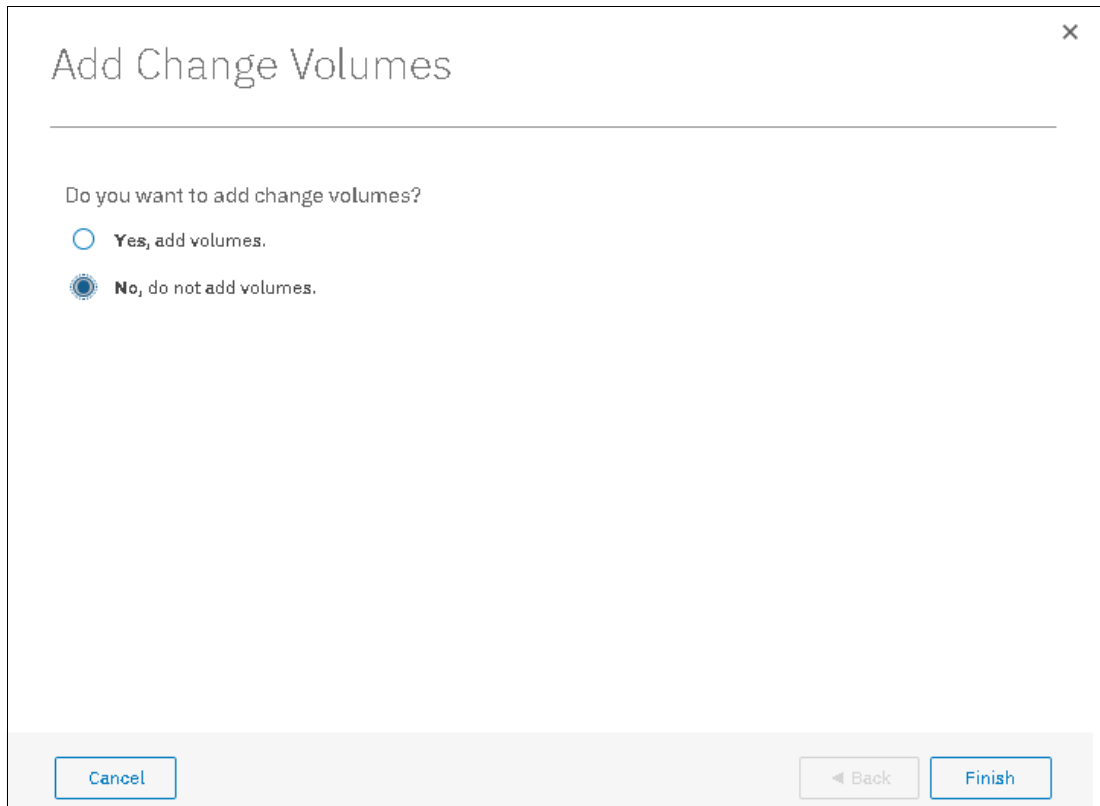 Add Change Volumes
Do you want to add change volumes?
Yes, add volumes.
No, do not add volumes.
Cancel
Back
Finish